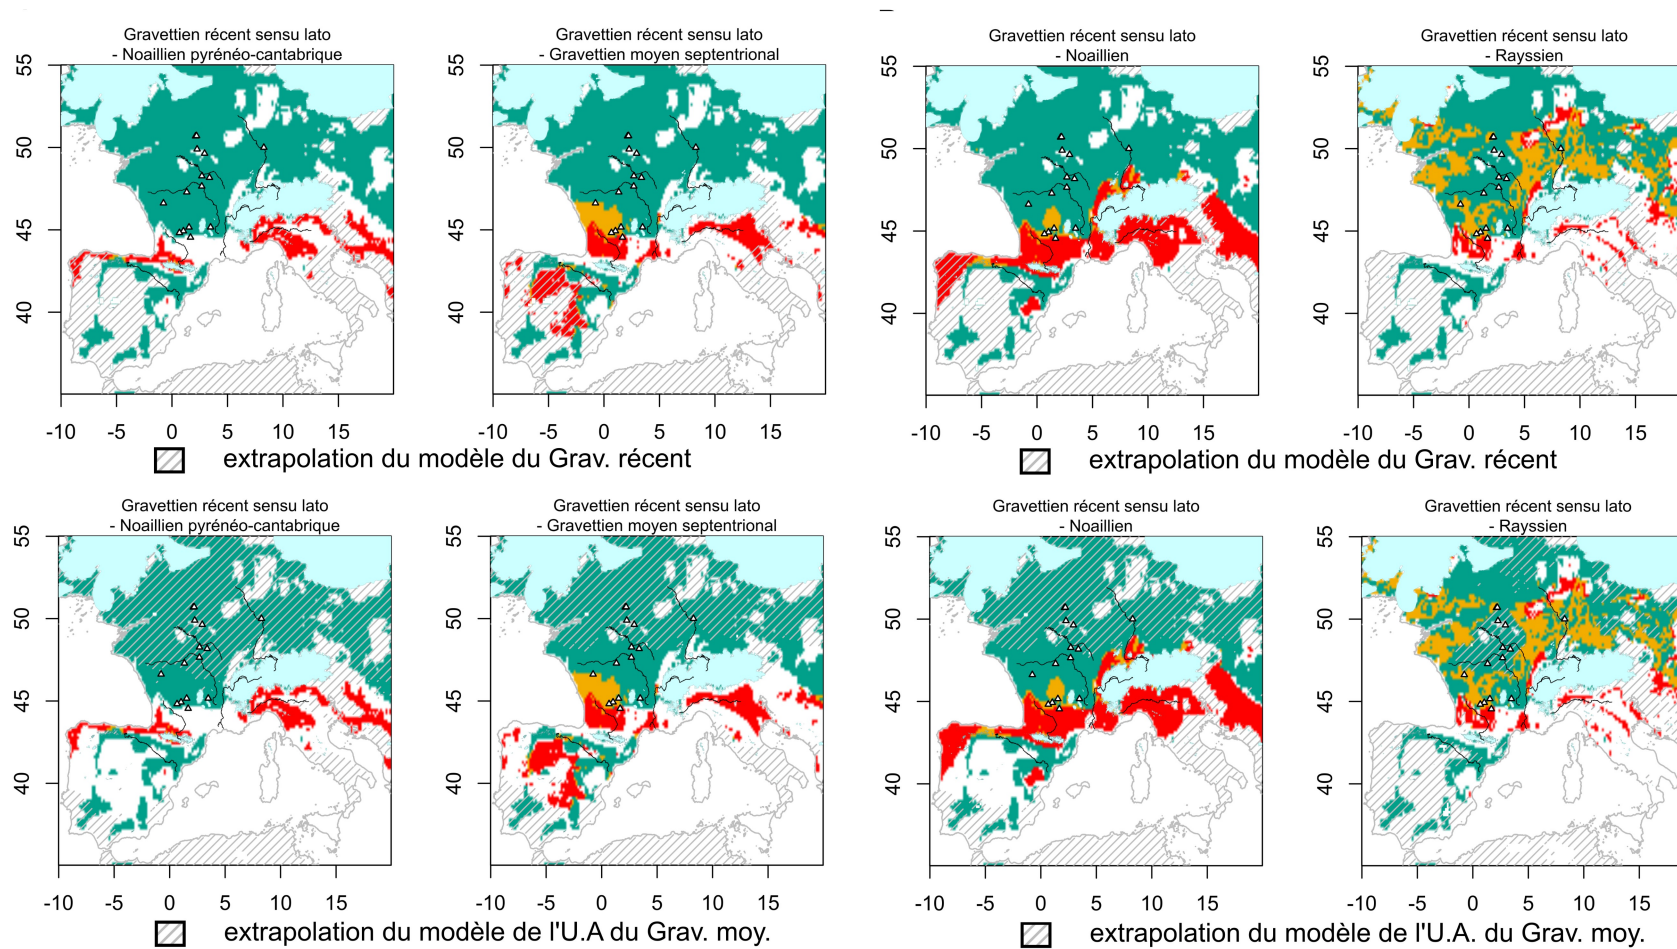 Gravettien récent sensu lato
- Noaillien pyrénéo-cantabrique
Gravettien récent sensu lato
- Gravettien moyen septentrional
Gravettien récent sensu lato
- Noaillien
Gravettien récent sensu lato
- Rayssien
55
50
45
40
-10 -5 0 5 10 15
55
50
45
40
-10 -5 0 5 10 15
55
50
45
40
-10 -5 0 5 10 15
55
50
45
40
-10 -5 0 5 10 15
extrapolation du modèle du Grav. récent
extrapolation du modèle du Grav. récent
Gravettien récent sensu lato
- Noaillien pyrénéo-cantabrique
Gravettien récent sensu lato
- Gravettien moyen septentrional
Gravettien récent sensu lato
- Noaillien
Gravettien récent sensu lato
- Rayssien
55
50
45
40
-10 -5 0 5 10 15
55
50
45
40
-10 -5 0 5 10 15
55
50
45
40
-10 -5 0 5 10 15
55
50
45
40
-10 -5 0 5 10 15
extrapolation du modèle de l'U.A du Grav. moy.
extrapolation du modèle de l'U.A. du Grav. moy.